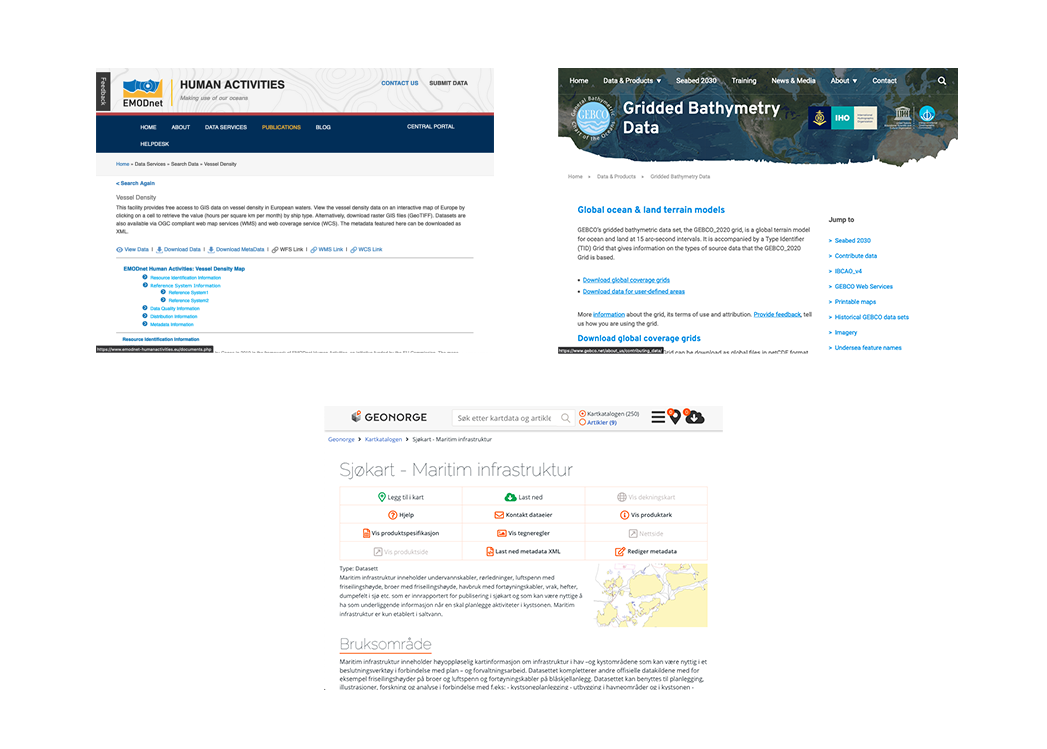 Feedback
EMODnet
HUMAN ACTIVITIES
Making use of our oceans
CONTACT US SUBMIT DATA
HOME ABOUT DATA SERVICES PUBLICATIONS BLOG CENTRAL PORTAL
HELPDESK
Home » Data Services » Search Data » Vessel Density
< Search Again
Vessel Density
This facility provides free access to GIS data on vessel density in European waters. View the vessel density data on an interactive map of Europe by
clicking on a cell to retrieve the value (hours per square km per month) by ship type. Alternatively, download raster GIS files (GeoTIFF). Datasets are
also available via OGC compliant web map services (WMS) and web coverage service (WCS). The metadata featured here can be downloaded as
XML.
View Data | Download Data | Download MetaData | WFS Link | WMS Link | WCS Link
EMODnet Human Activities: Vessel Density Map
Resource Identification Information
Reference System Information
Reference System1
Reference System2
Data Quality Information
Distribution Information
Metadata Information
Resource Identification Information
https://www.emodnet-humanactivities.eu/documents.php
Home Data & Products Seabed 2030 Training News & Media About Contact
General Bathymetric Chart of the Oceans
GEBCO
Gridded Bathymetry
Data
IHO
Home » Data & Products » Gridded Bathymetry Data
Global ocean & land terrain models
GEBCO's gridded bathymetric data set, the GEBCO_2020 grid, is a global terrain model
for ocean and land at 15 arc-second intervals. It is accompanied by a Type Identifier
(TID) Grid that gives information on the types of source data that the GEBCO_2020
Grid is based.
• Download global coverage grids
• Download data for user-defined areas
More information about the grid, its terms of use and attribution. Provide feedback, tell
us how you are using the grid.
Download global coverage grids
https://www.gebco.net/about_us/contributing_data/
rid can be download as global files in netCDF format
Jump to
» Seabed 2030
» Contribute data
» IBCAO_v4
» GEBCO Web Services
» Printable maps
» Historical GEBCO data sets
» Imagery
» Undersea feature names
GEONORGE
Søk etter kartdata og artikle
Kartkatalogen (250)
Artikler (9)
Geonorge > Kartkatalogen > Sjøkart - Maritim infrastruktur
Sjøkart - Maritim infrastruktur
Legg til i kart Last ned Vis dekningskart
Hjelp Kontakt dataeier Vis produktark
Vis produktspesifikasjon Vis tegneregler Nettside
Vis produktside Last ned metadata XML Rediger metadata
Type: Datasett
Maritim infrastruktur inneholder undervannskabler, rørledninger, luftspenn med
friseilingshøyde, broer med friseilingshøyde, havbruk med fortøyningskabler, vrak, hefter,
dumpefelt i sjø etc. som er innrapportert for publisering i sjøkart og som kan være nyttige å
ha som underliggende informasjon når en skal planlegge aktiviteter i kystsonen. Maritim
infrastruktur er kun etablert i saltvann.
Bruksområde
Maritim infrastruktur inneholder høyoppløselig kartinformasjon om infrastruktur i hav –og kystområdene som kan være nyttig i et
beslutningsverktøy i forbindelse med plan – og forvaltningsarbeid. Datasettet kompletterer andre offisielle datakildene med for
eksempel friseilingshøyder på broer og luftspenn og fortøyningskabler på blåskjellanlegg. Datasettet kan benyttes til planlegging,
illustrasjoner, forskning og analyse i forbindelse med f.eks: - kystsoneplanlegging - utbygging i havneområder og i kystsonen -